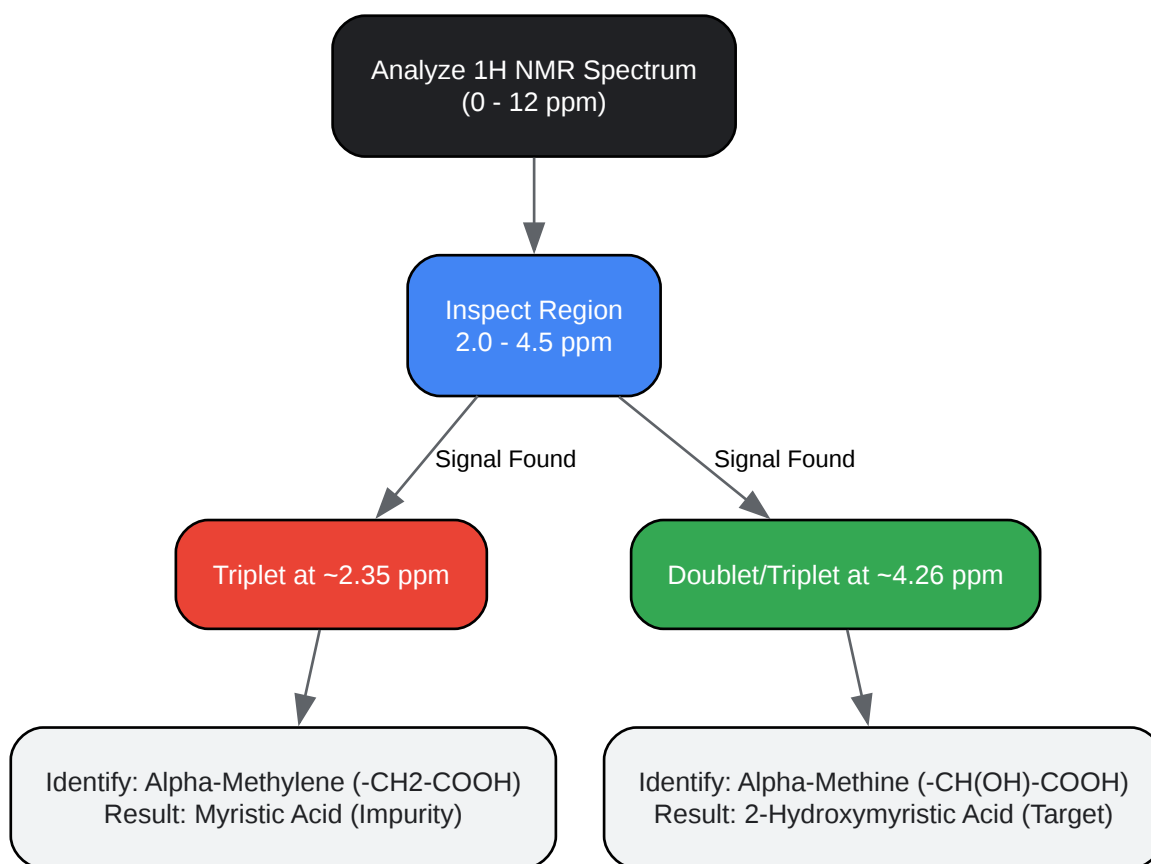 Analyze 1H NMR Spectrum
(0 - 12 ppm)
Inspect Region
2.0 - 4.5 ppm
Signal Found
Signal Found
Triplet at ~2.35 ppm
Doublet/Triplet at ~4.26 ppm
Identify: Alpha-Methylene (-CH2-COOH)
Result: Myristic Acid (Impurity)
Identify: Alpha-Methine (-CH(OH)-COOH)
Result: 2-Hydroxymyristic Acid (Target)